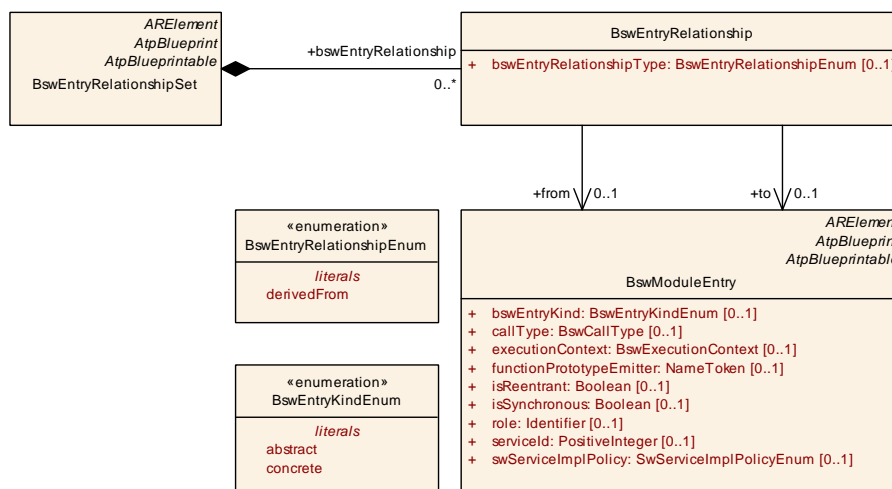 ARElement
AtpBlueprint
AtpBlueprintable
BswEntryRelationshipSet
+bswEntryRelationship
0..*
BswEntryRelationship
+ bswEntryRelationshipType: BswEntryRelationshipEnum [0..1]
+from 0..1
+to 0..1
«enumeration»
BswEntryRelationshipEnum
literals
derivedFrom
ARElement
AtpBlueprint
AtpBlueprintable
BswModuleEntry
+ bswEntryKind: BswEntryKindEnum [0..1]
+ callType: BswCallType [0..1]
+ executionContext: BswExecutionContext [0..1]
+ functionPrototypeEmitter: NameToken [0..1]
+ isReentrant: Boolean [0..1]
+ isSynchronous: Boolean [0..1]
+ role: Identifier [0..1]
+ serviceId: PositiveInteger [0..1]
+ swServiceImplPolicy: SwServiceImplPolicyEnum [0..1]
«enumeration»
BswEntryKindEnum
literals
abstract
concrete